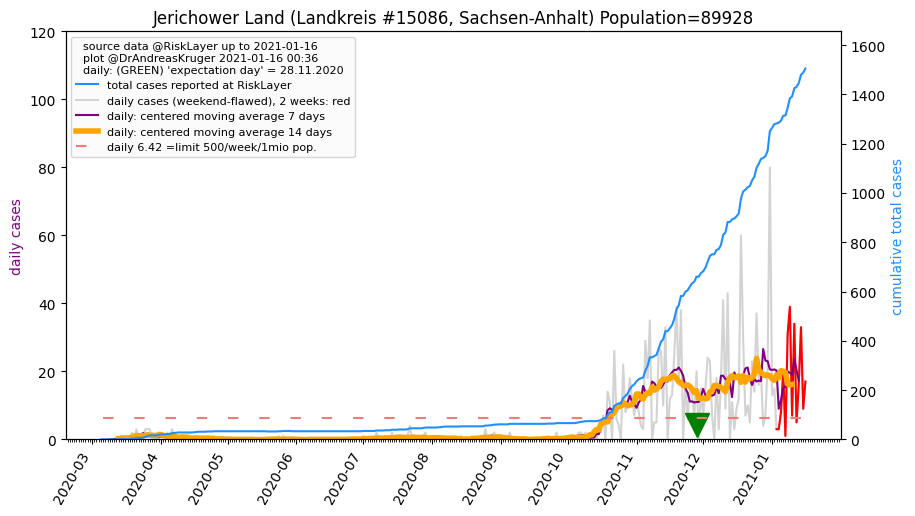 Jerichower Land (Landkreis #15086, Sachsen-Anhalt) Population=89928
source data @RiskLayer up to 2021-01-16
plot @DrAndreasKruger 2021-01-16 00:36
daily: (GREEN) 'expectation day' = 28.11.2020
total cases reported at RiskLayer
daily cases (weekend-flawed), 2 weeks: red
daily: centered moving average 7 days
daily: centered moving average 14 days
daily 6.42 =limit 500/week/1mio pop.
daily cases
120
100
80
60
40
20
0
cumulative total cases
1600
1400
1200
1000
800
600
400
200
0
2020-03
2020-04
2020-05
2020-06
2020-07
2020-08
2020-09
2020-10
2020-11
2020-12
2021-01